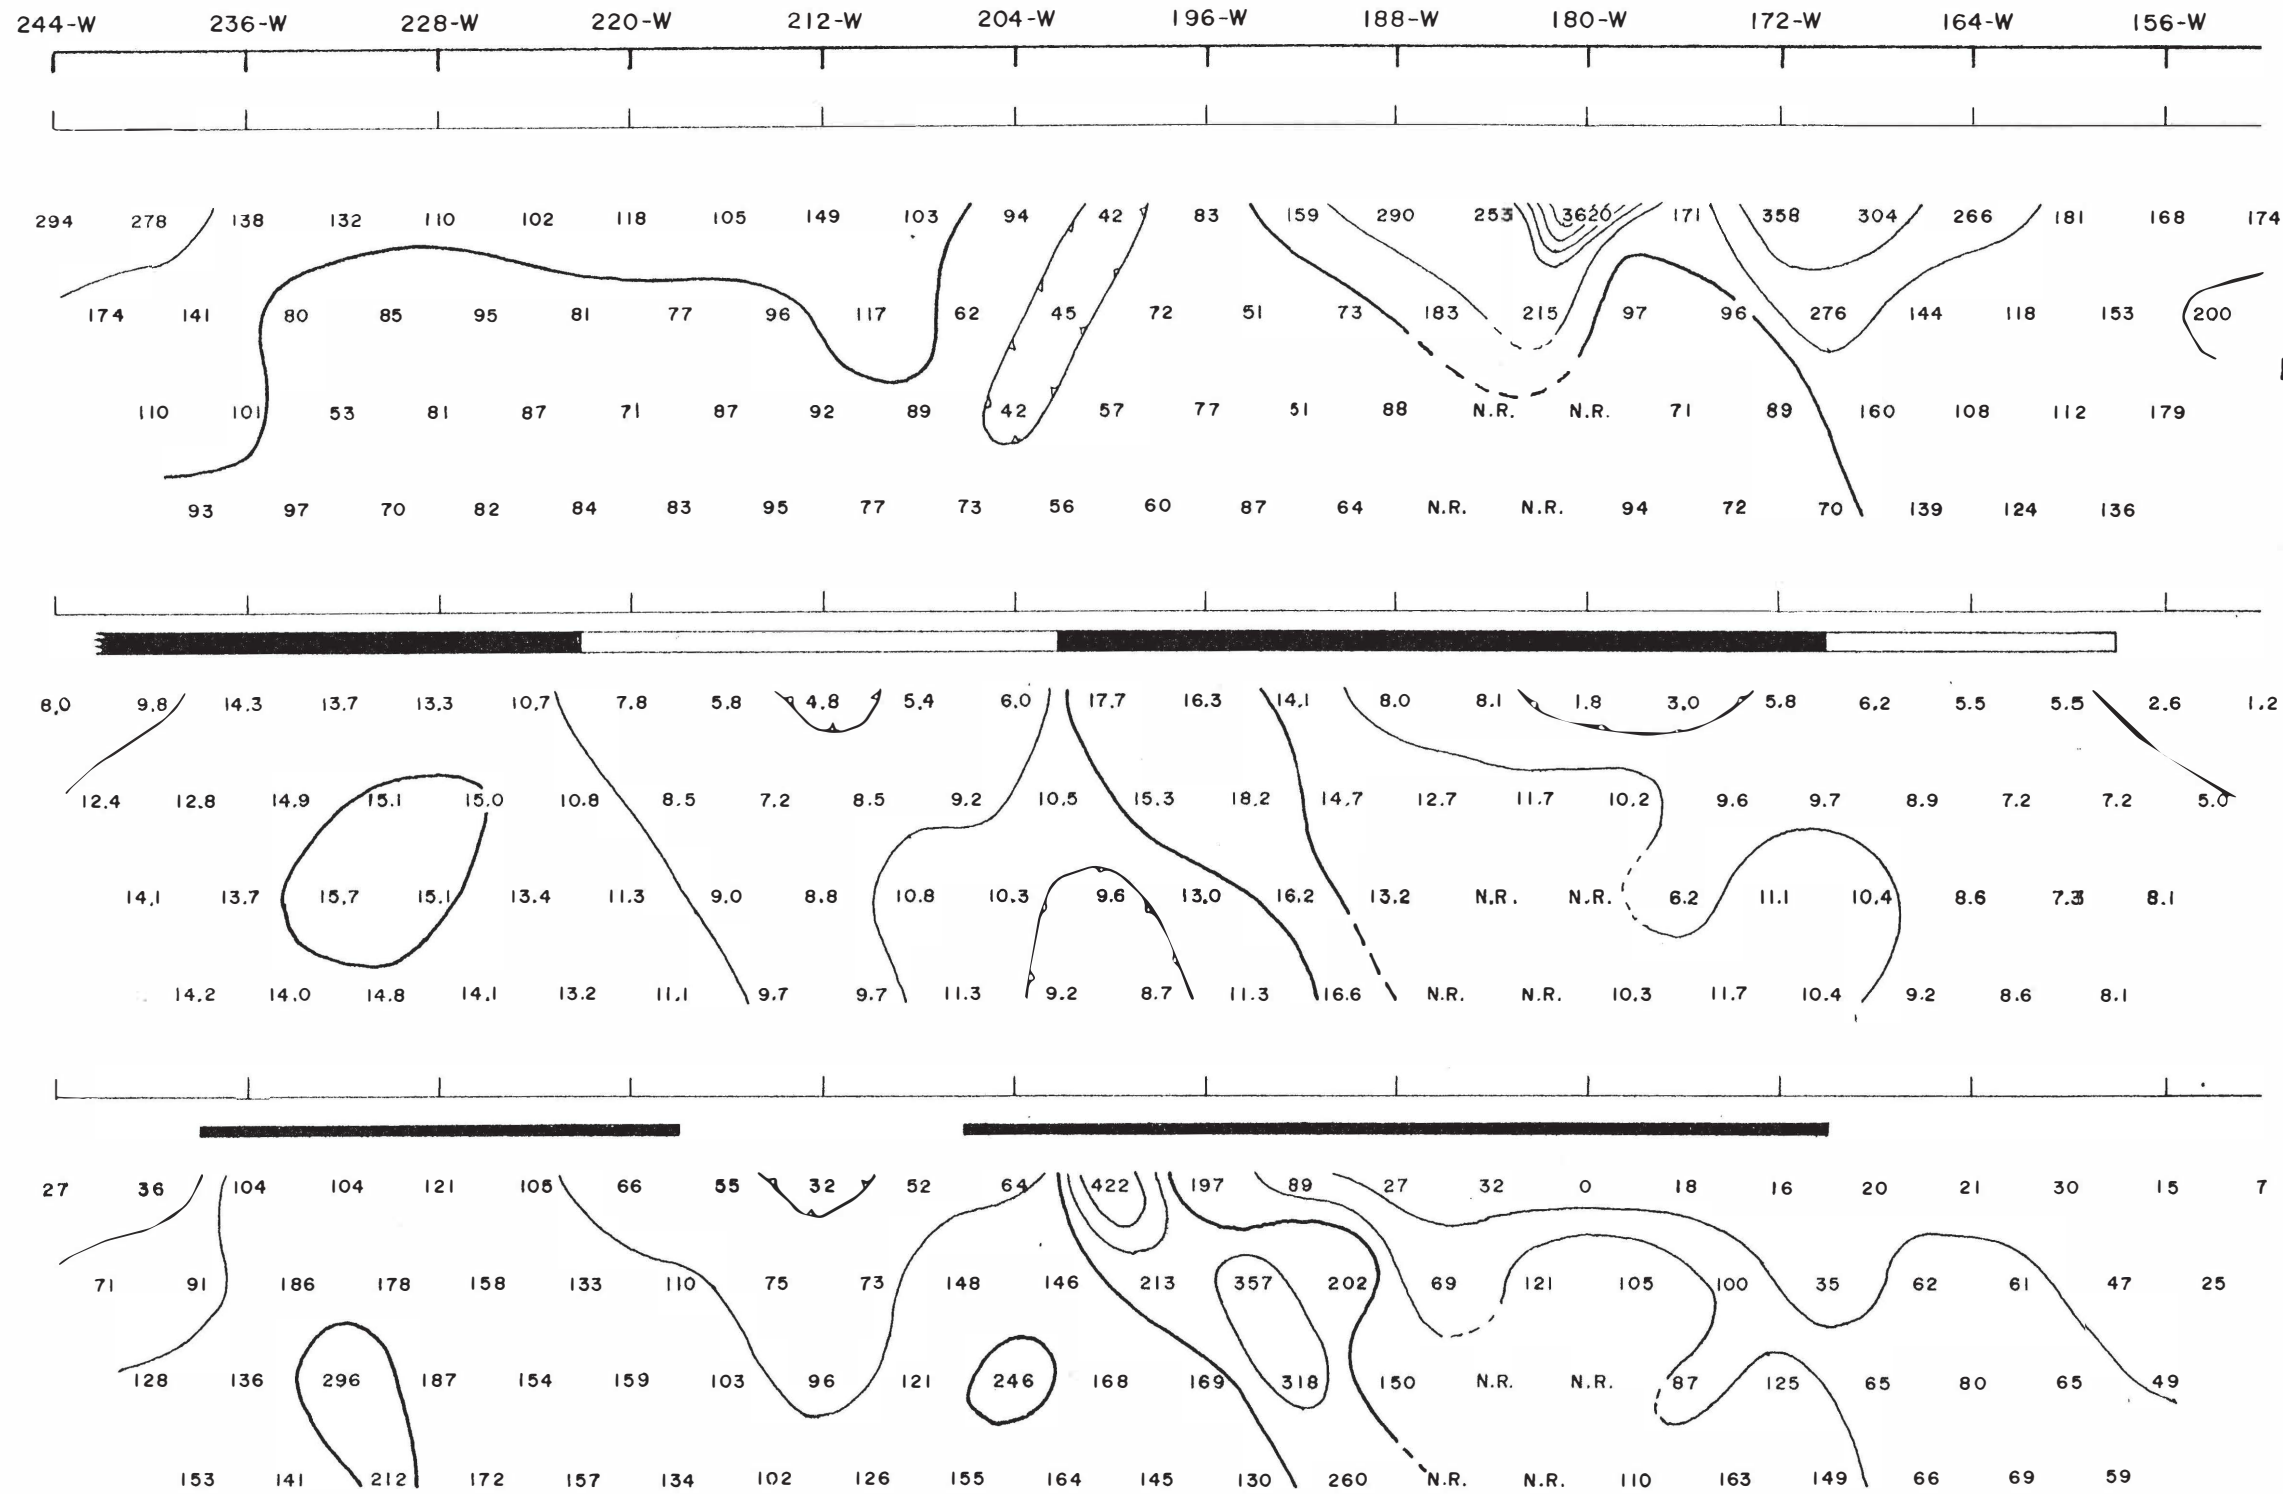 244-W 236-W 228-W 220-W 212-W 204-W 196-W 188-W 180-W 172-W 164-W 156-W
294 278 138 132 110 102 118 105 149 103 94 42 83 159 290 253 3620 171 358 304 266 181 168 174
174 141 80 85 95 81 77 96 117 62 45 72 51 73 183 215 97 96 276 144 118 153 200
110 101 53 81 87 71 87 92 89 42 57 77 51 88 N.R. N.R. 71 89 160 108 112 179
93 97 70 82 84 83 95 77 73 56 60 87 64 N.R. N.R. 94 72 70 139 124 136
8.0 9.8 14.3 13.7 13.3 10.7 7.8 5.8 4.8 5.4 6.0 17.7 16.3 14.1 8.0 8.1 1.8 3.0 5.8 6.2 5.5 5.5 2.6 1.2
12.4 12.8 14.9 15.1 15.0 10.8 8.5 7.2 8.5 9.2 10.5 15.3 18.2 14.7 12.7 11.7 10.2 9.6 9.7 8.9 7.2 7.2 5.0
14.1 13.7 15.7 15.1 13.4 11.3 9.0 8.8 10.8 10.3 9.6 13.0 16.2 13.2 N.R. N.R. 6.2 11.1 10.4 8.6 7.3 8.1
14.2 14.0 14.8 14.1 13.2 11.1 9.7 9.7 11.3 9.2 8.7 11.3 16.6 N.R. N.R. 10.3 11.7 10.4 9.2 8.6 8.1
27 36 104 104 121 105 66 55 32 52 64 422 197 89 27 32 0 18 16 20 21 30 15 7
71 91 186 178 158 133 110 75 73 148 146 213 357 202 69 121 105 100 35 62 61 47 25
128 136 296 187 154 159 103 96 121 246 168 169 318 150 N.R. N.R. 87 125 65 80 65 49
153 141 212 172 157 134 102 126 155 164 145 130 260 N.R. N.R. 110 163 149 66 69 59